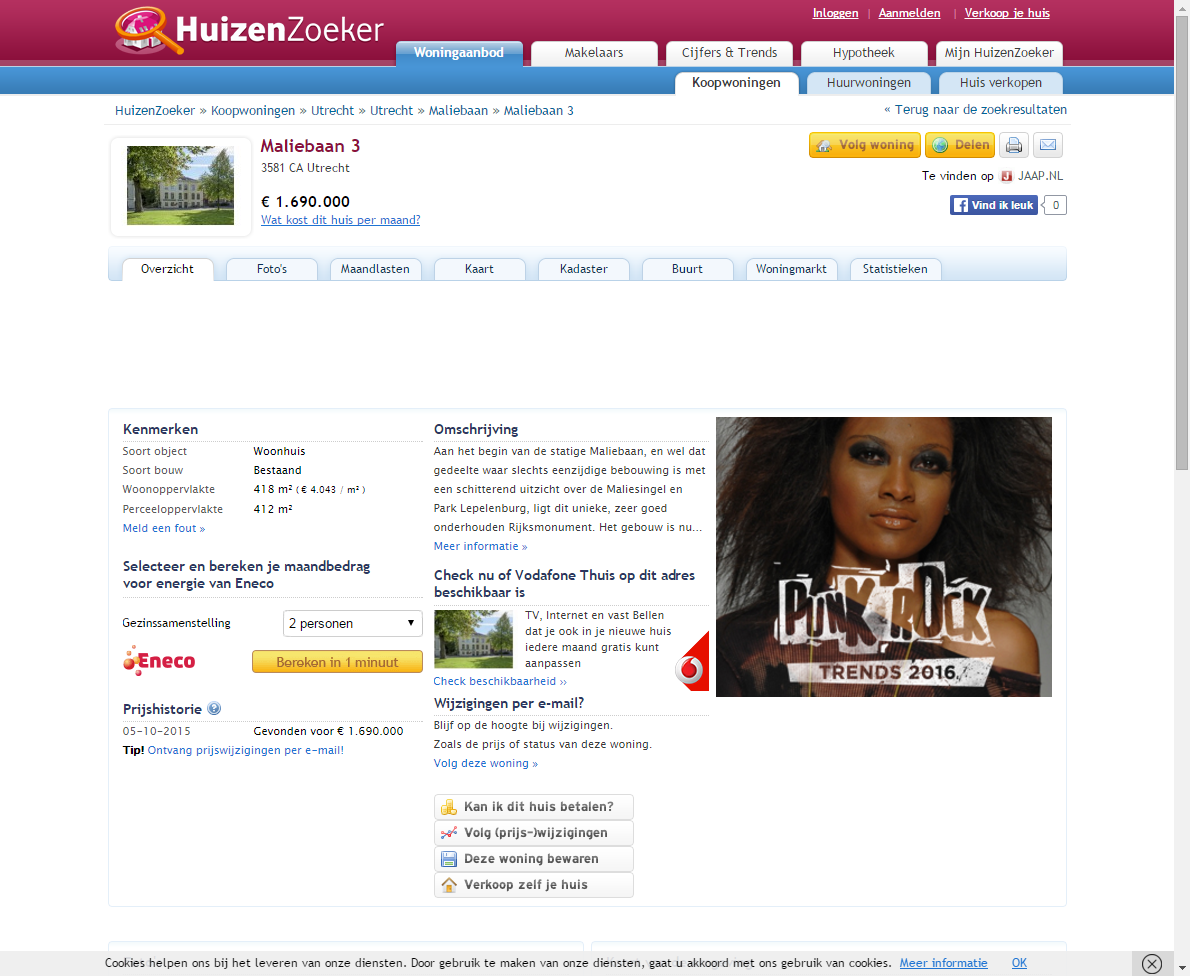 Inloggen | Aanmelden | Verkoop je huis
HuizenZoeker
Woningaanbod Makelaars Cijfers & Trends Hypotheek Mijn HuizenZoeker
Koopwoningen Huurwoningen Huis verkopen
HuizenZoeker » Koopwoningen » Utrecht » Utrecht » Maliebaan » Maliebaan 3
« Terug naar de zoekresultaten
Maliebaan 3
3581 CA Utrecht
€ 1.690.000
Wat kost dit huis per maand?
Volg woning Delen
Te vinden op JAAP.NL
Vind ik leuk 0
Overzicht Foto's Maandlasten Kaart Kadaster Buurt Woningmarkt Statistieken
Kenmerken
Soort object Woonhuis
Soort bouw Bestaand
Woonoppervlakte 418 m² ( € 4.043 / m² )
Perceeloppervlakte 412 m²
Meld een fout »
Selecteer en bereken je maandbedrag
voor energie van Eneco
Gezinssamenstelling 2 personen
Eneco Bereken in 1 minuut
Prijshistorie ?
05-10-2015 Gevonden voor € 1.690.000
Tip! Ontvang prijswijzigingen per e-mail!
Omschrijving
Aan het begin van de statige Maliebaan, en wel dat
gedeelte waar slechts eenzijdige bebouwing is met
een schitterend uitzicht over de Maliesingel en
Park Lepelenburg, ligt dit unieke, zeer goed
onderhouden Rijksmonument. Het gebouw is nu...
Meer informatie »
Check nu of Vodafone Thuis op dit adres
beschikbaar is
TV, Internet en vast Bellen
dat je ook in je nieuwe huis
iedere maand gratis kunt
aanpassen
Check beschikbaarheid ››
Wijzigingen per e-mail?
Blijf op de hoogte bij wijzigingen.
Zoals de prijs of status van deze woning.
Volg deze woning »
Kan ik dit huis betalen?
Volg (prijs-)wijzigingen
Deze woning bewaren
Verkoop zelf je huis
PUNK ROCK
TRENDS 2016
Cookies helpen ons bij het leveren van onze diensten. Door gebruik te maken van onze diensten, gaat u akkoord met ons gebruik van cookies. Meer informatie OK